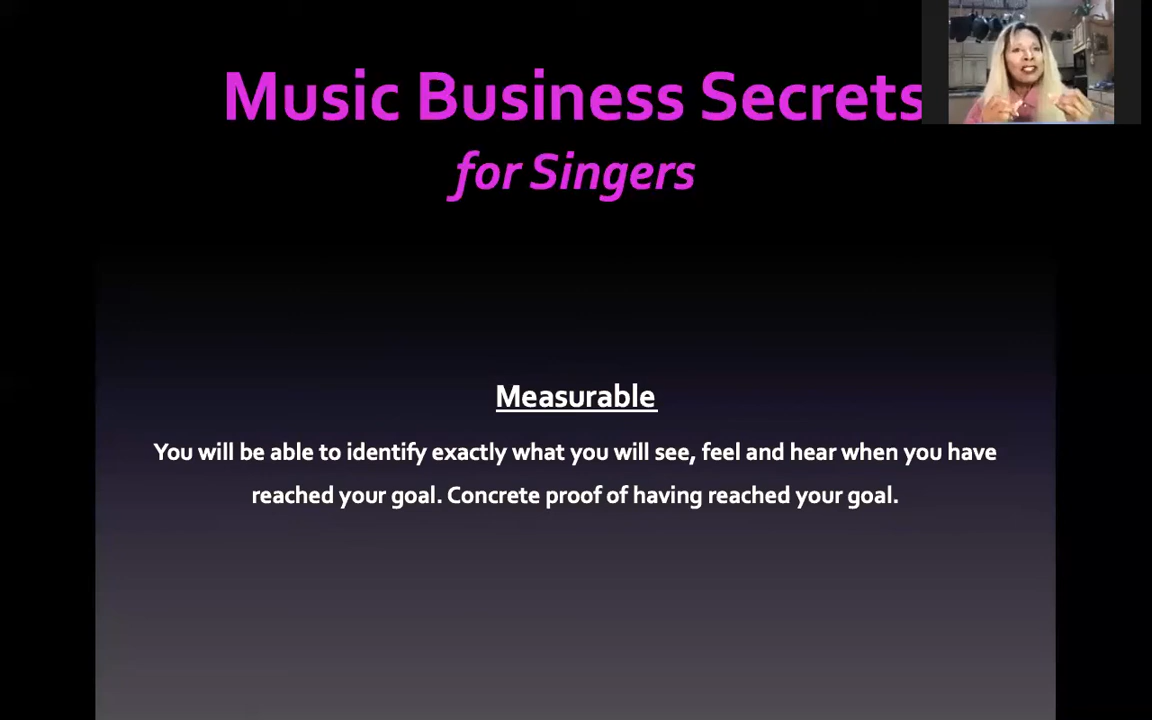 Music Business Secrets
for Singers
Measurable
You will be able to identify exactly what you will see, feel and hear when you have
reached your goal. Concrete proof of having reached your goal.